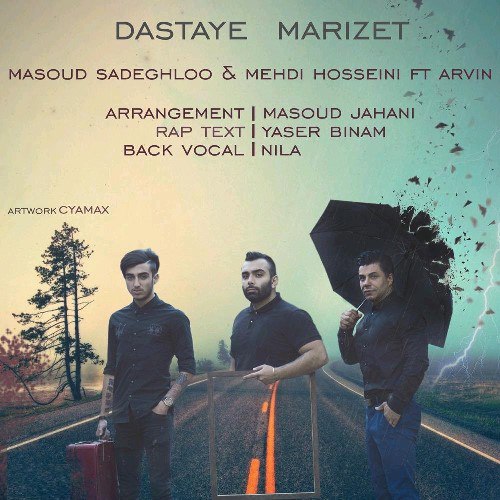 DASTAYE MARIZET
MASOUD SADEGHLOO & MEHDI HOSSEINI FT ARVIN
ARRANGEMENT | MASOUD JAHANI
RAP TEXT | YASER BINAM
BACK VOCAL | NILA
ARTWORK CYAMAX